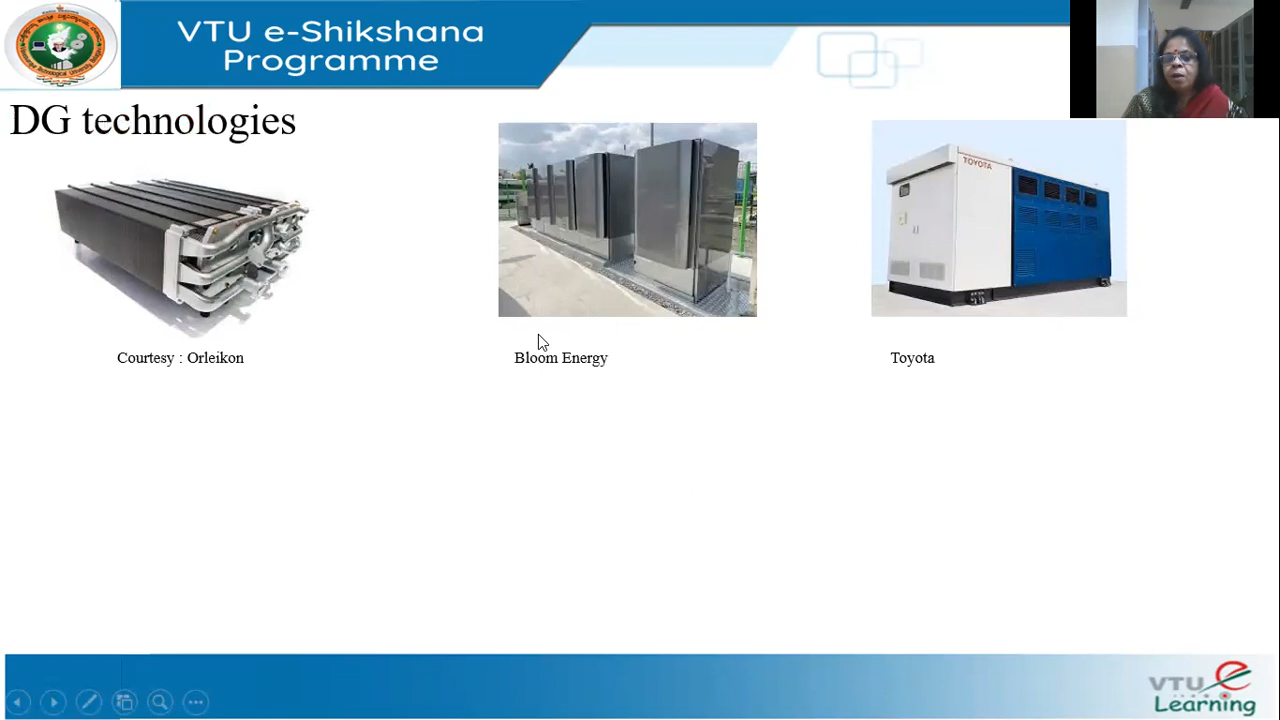 VTU e-Shikshana
Programme
DG technologies
TOYOTA
Courtesy : Orleikon
Bloom Energy
Toyota
VTU e
Learning